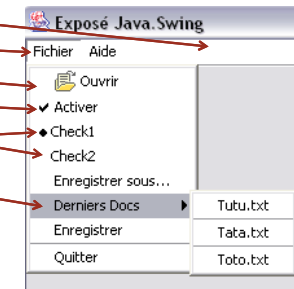 Exposé Java.Swing
Fichier Aide
Ouvrir
Activer
Check1
Check2
Enregistrer sous...
Derniers Docs
Tutu.txt
Enregistrer
Tata.txt
Quitter
Toto.txt